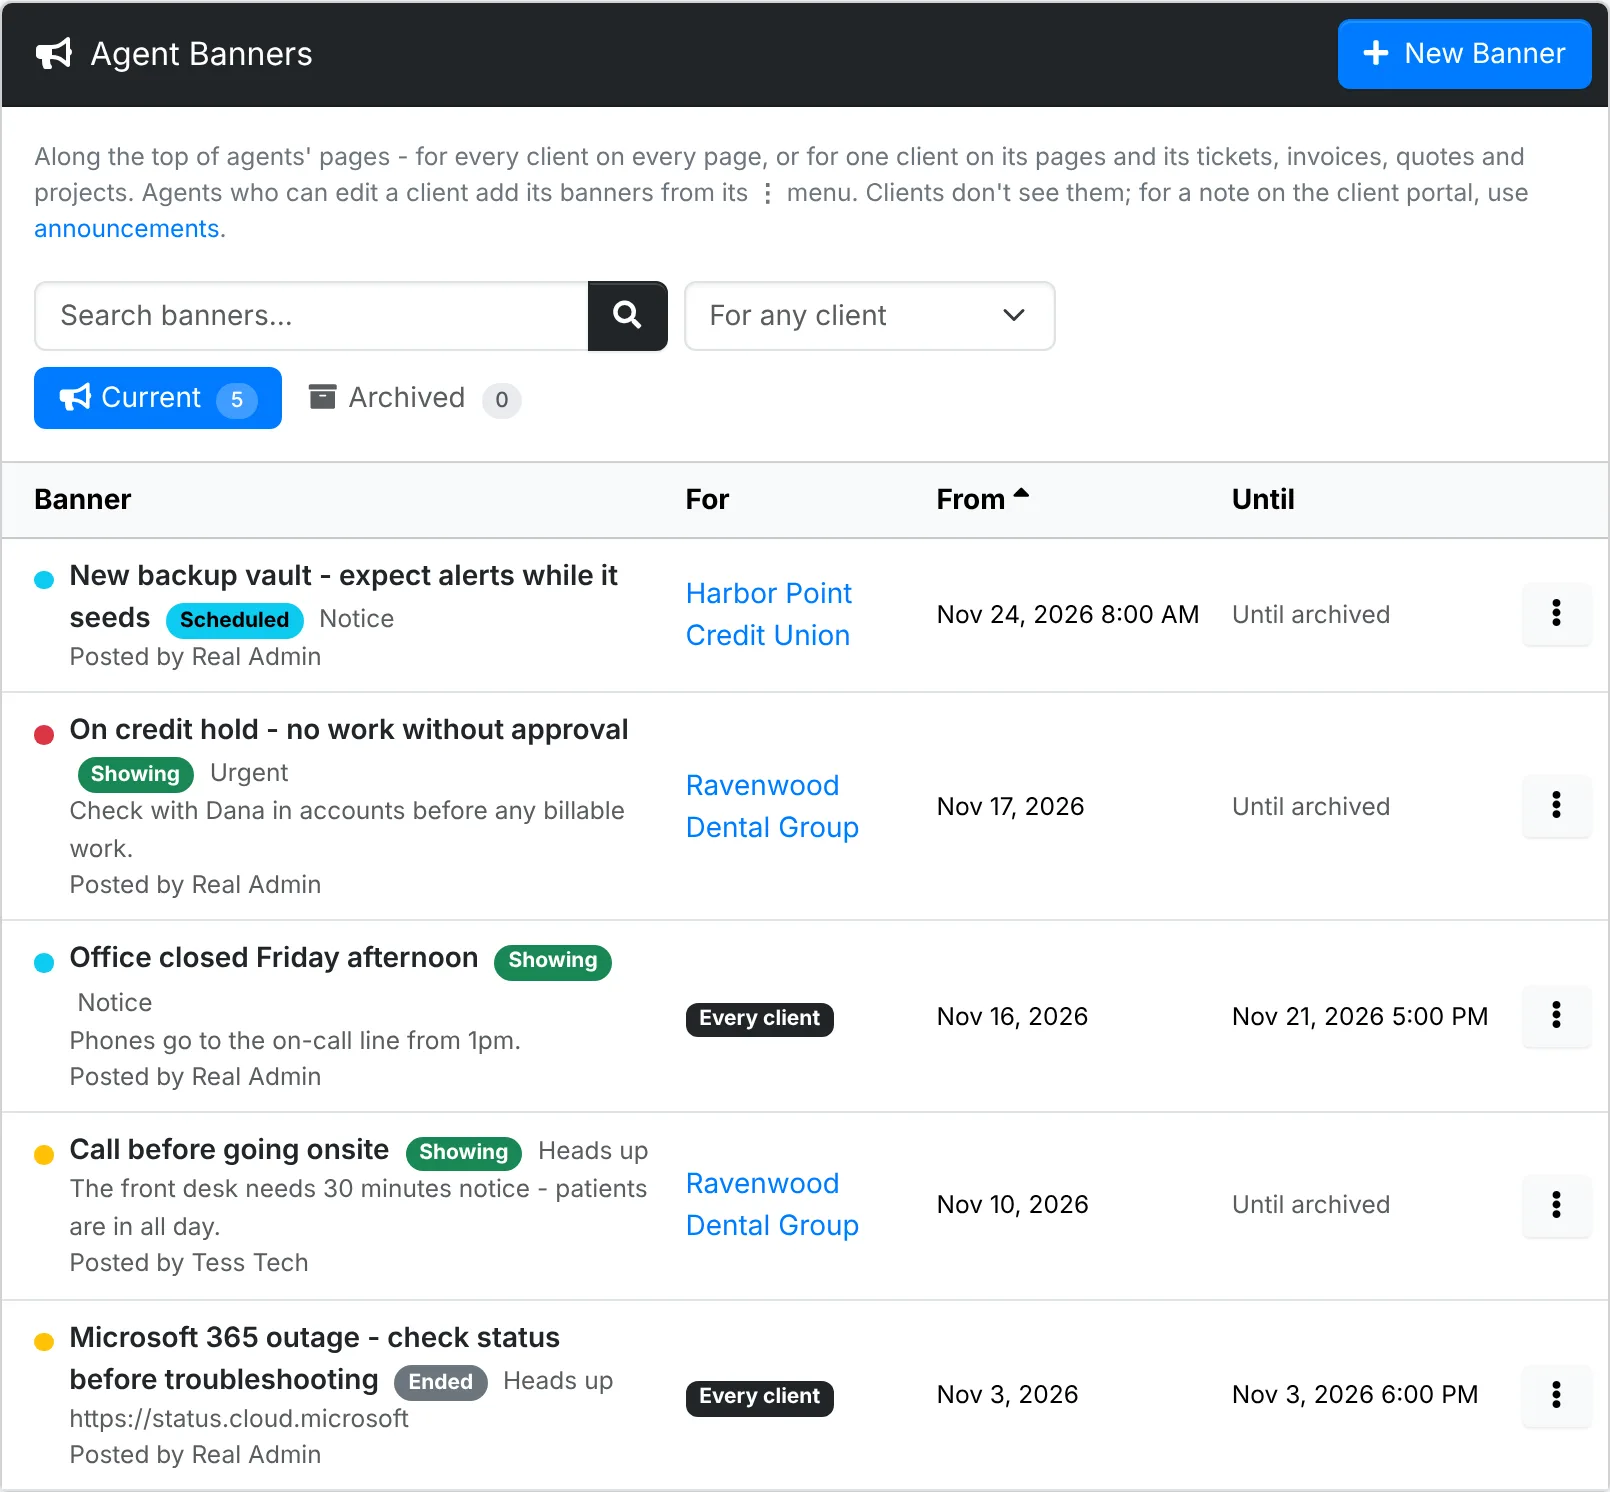 Agent Banners
New Banner
Along the top of agents' pages - for every client on every page, or for one client on its pages and its tickets, invoices, quotes and
projects. Agents who can edit a client add its banners from its ⋮ menu. Clients don't see them; for a note on the client portal, use
announcements.
Search banners...
For any client
Current 5
Archived 0
Banner For From Until
New backup vault - expect alerts while it
seeds Scheduled Notice
Posted by Real Admin
Harbor Point
Credit Union
Nov 24, 2026 8:00 AM
Until archived
On credit hold - no work without approval
Showing Urgent
Check with Dana in accounts before any billable
work.
Posted by Real Admin
Ravenwood
Dental Group
Nov 17, 2026
Until archived
Office closed Friday afternoon Showing
Notice
Phones go to the on-call line from 1pm.
Posted by Real Admin
Every client
Nov 16, 2026
Nov 21, 2026 5:00 PM
Call before going onsite Showing Heads up
The front desk needs 30 minutes notice - patients
are in all day.
Posted by Tess Tech
Ravenwood
Dental Group
Nov 10, 2026
Until archived
Microsoft 365 outage - check status
before troubleshooting Ended Heads up
https://status.cloud.microsoft
Posted by Real Admin
Every client
Nov 3, 2026
Nov 3, 2026 6:00 PM